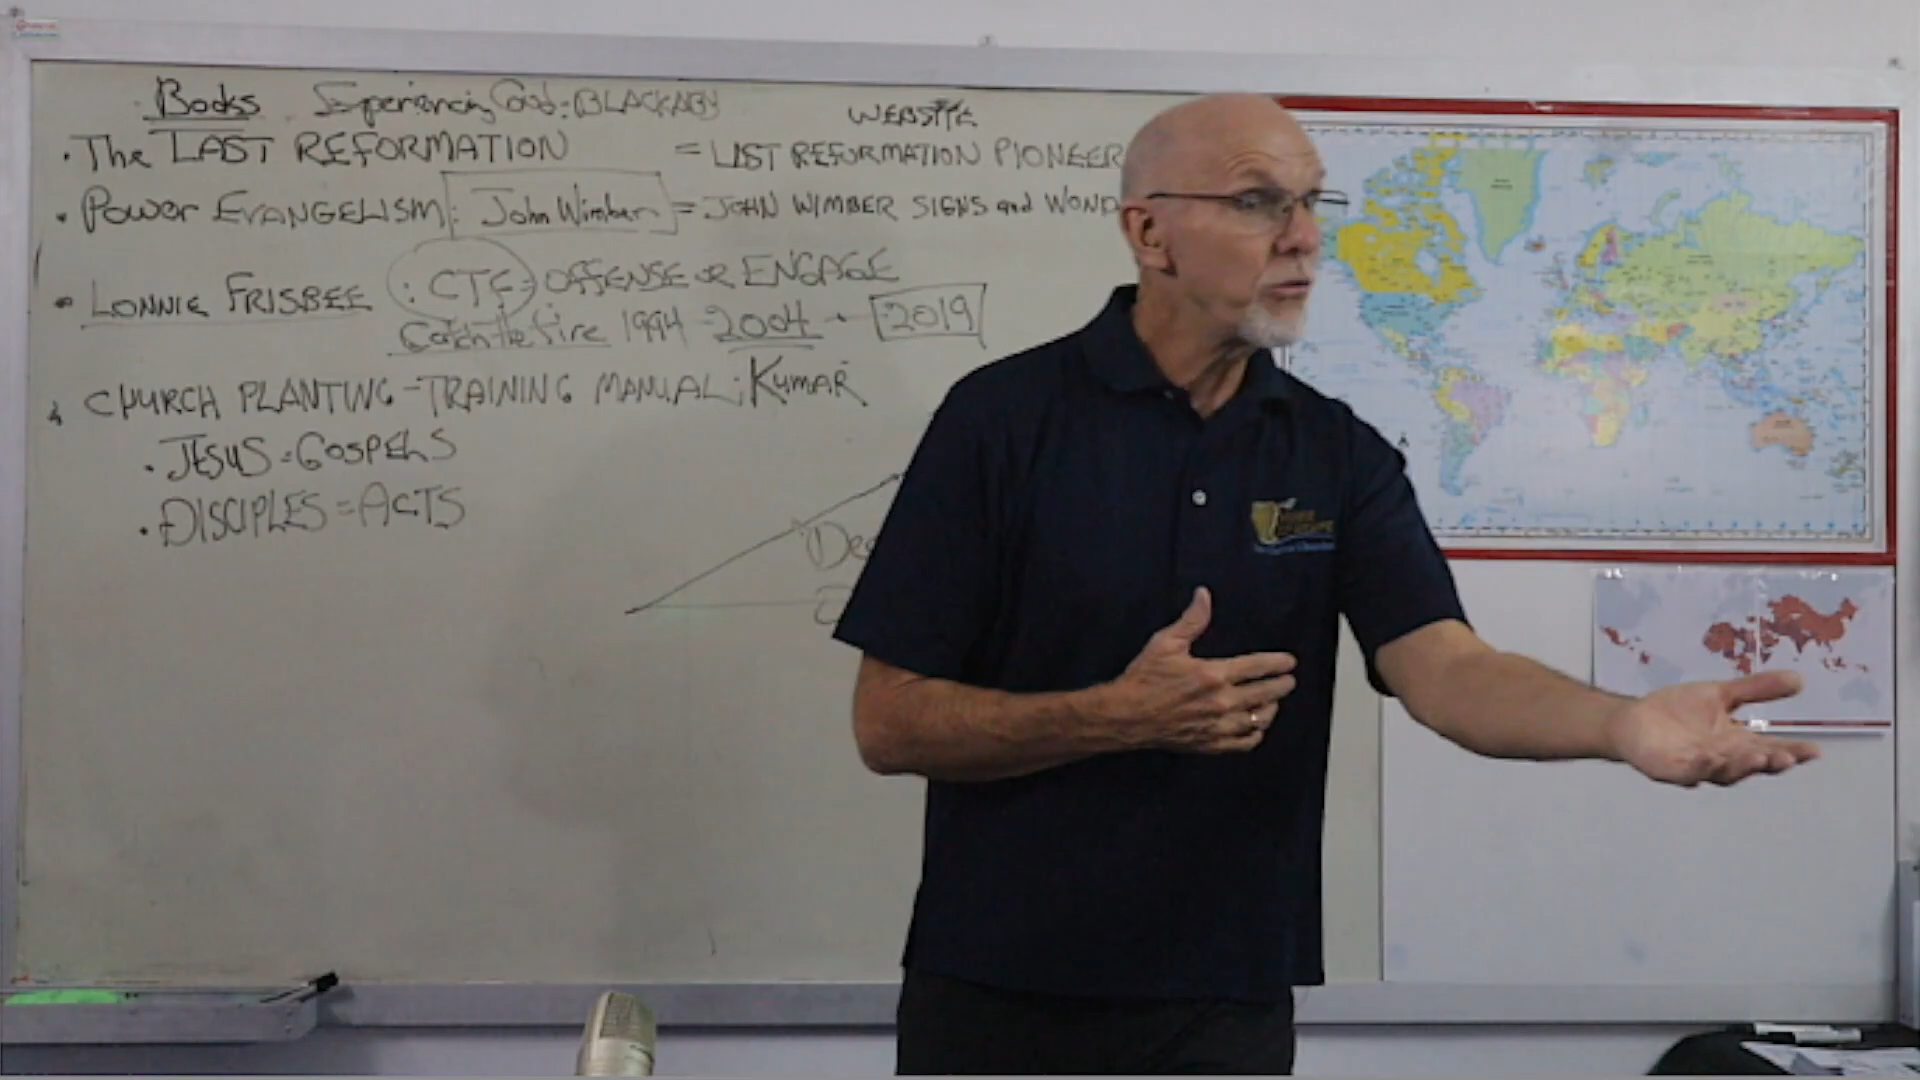 Books Experiencing God: BLACKABY
WEBSITE
• The LAST REFORMATION = LAST REFORMATION PIONEER
• POWER EVANGELISM: John Wimber = JOHN WIMBER SIGNS and WOND
• LONNIE FRISBEE : CTF = OFFENSE OR ENGAGE
Catch the fire 1994 - 2004 - 2019
CHURCH PLANTING - TRAINING MANUAL: KUMAR
• JESUS = GOSPELS
• DISCIPLES = ACTS